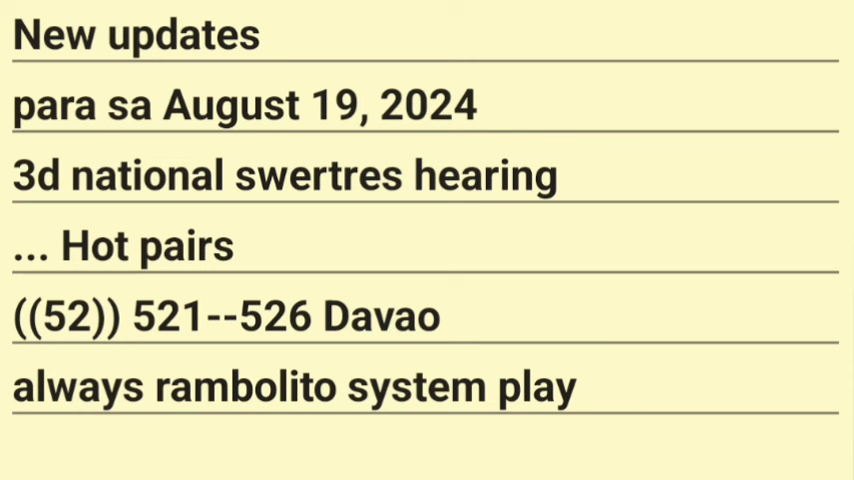 New updates
para sa August 19, 2024
3d national swertres hearing
... Hot pairs
((52)) 521--526 Davao
always rambolito system play